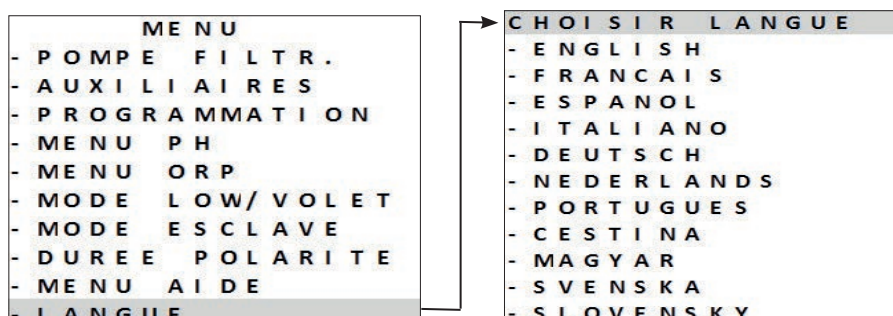 MENU
- POMPE FILTR.
- AUXILIAIRES
- PROGRAMMATION
- MENU PH
- MENU ORP
- MODE LOW/VOLET
- MODE ESCLAVE
- DUREE POLARITE
- MENU AIDE
- LANGUE
CHOISIR LANGUE
- ENGLISH
- FRANCAIS
- ESPANOL
- ITALIANO
- DEUTSCH
- NEDERLANDS
- PORTUGUES
- CESTINA
- MAGYAR
- SVENSKA
- SLOVENSKY